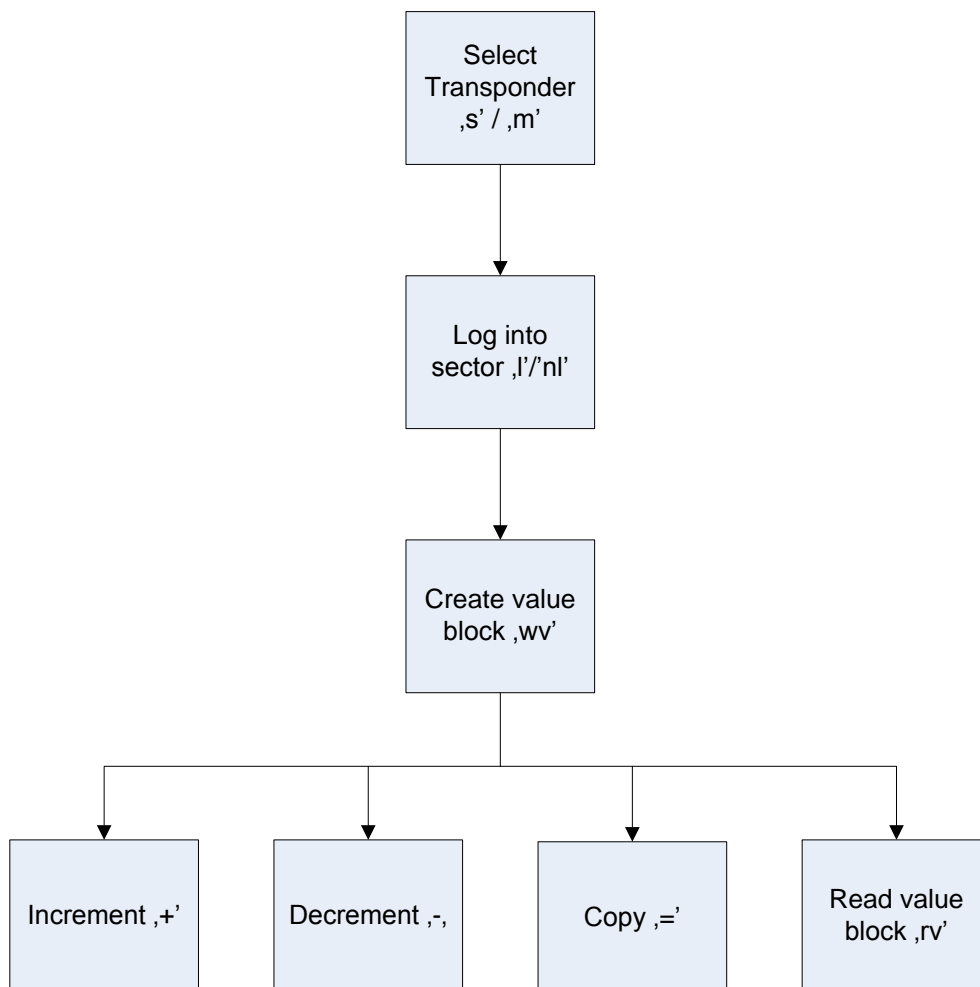 Select
Transponder
‚s’ / ‚m’
Log into
sector ‚l’/’nl’
Create value
block ‚wv’
Increment ‚+’
Decrement ‚-‚
Copy ‚=’
Read value
block ‚rv’